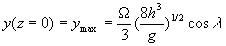 y(z = 0) = y_max = Ω/3 (8h³/g)^1/2 cos λ